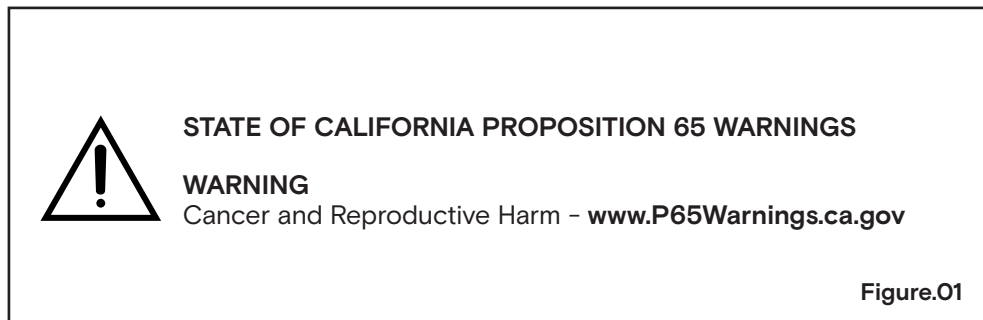 STATE OF CALIFORNIA PROPOSITION 65 WARNINGS
WARNING
Cancer and Reproductive Harm – www.P65Warnings.ca.gov
Figure.01